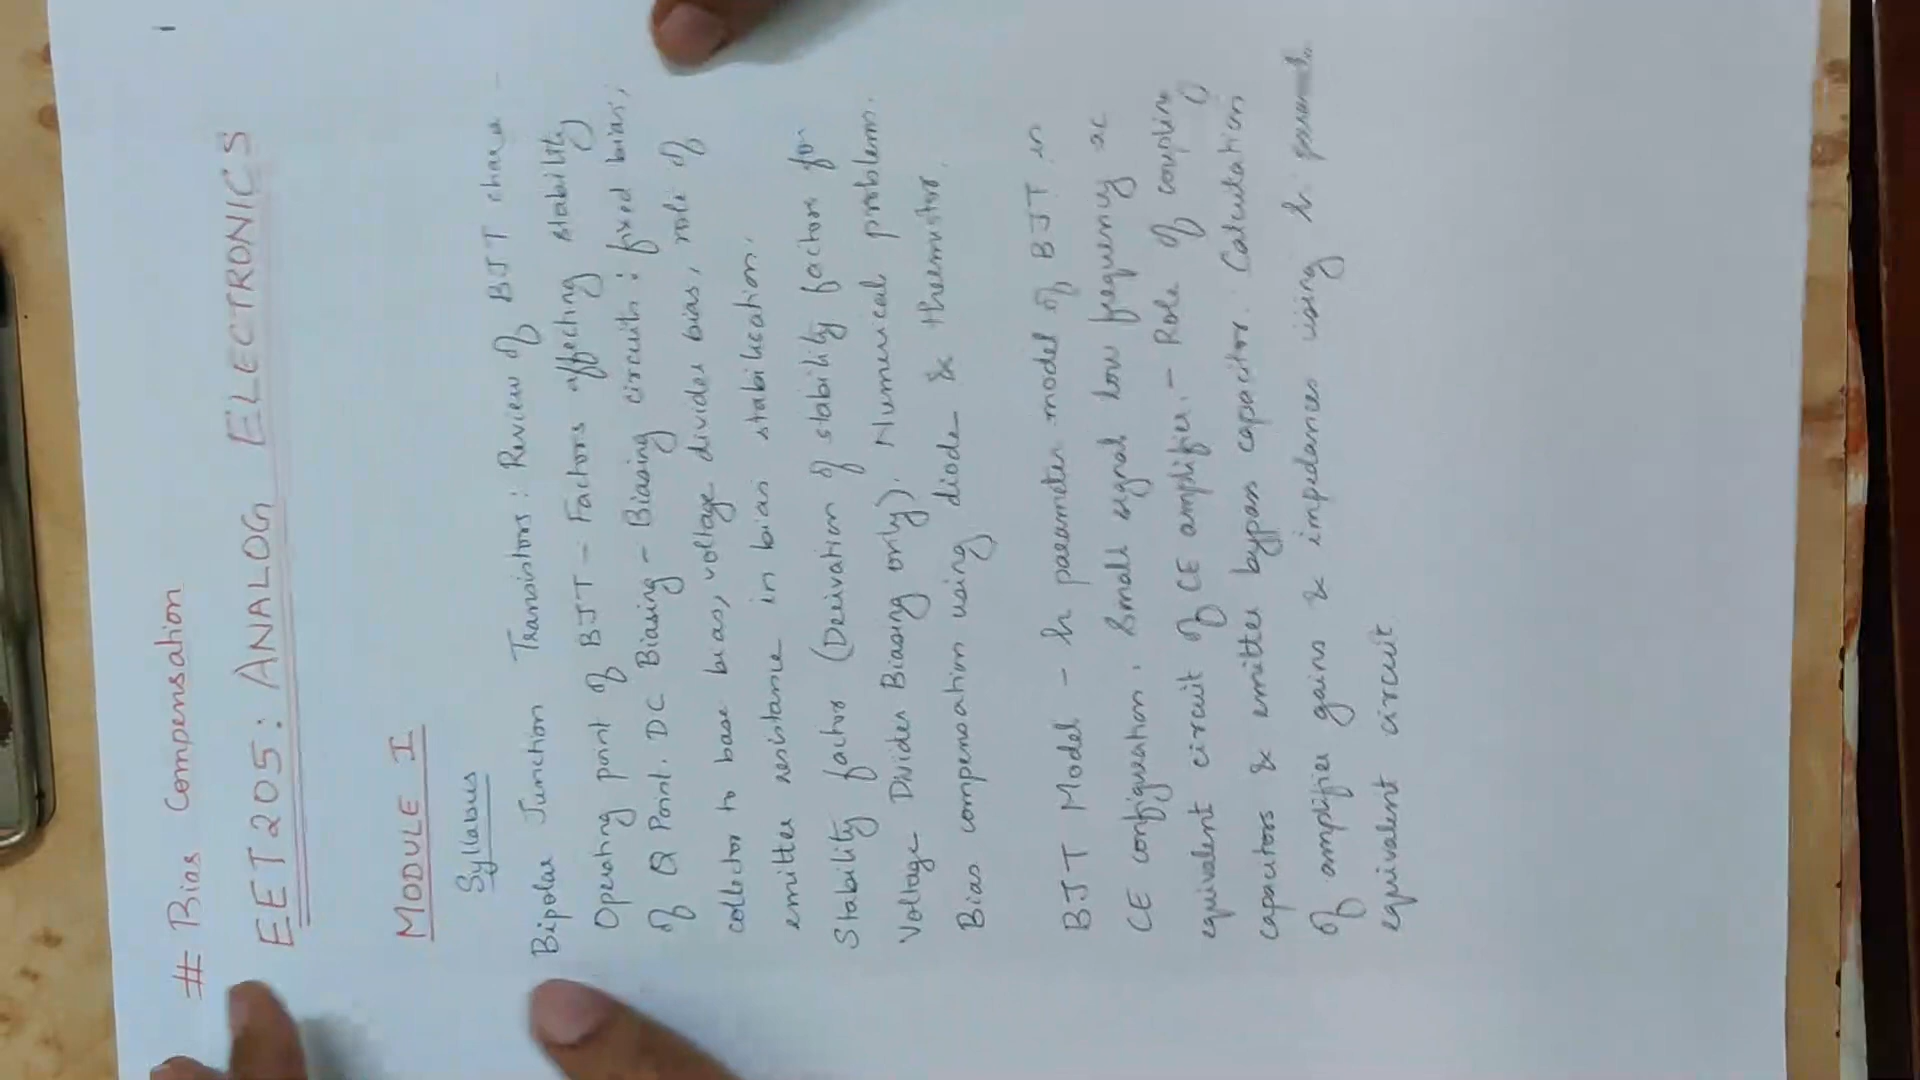 # Bias Compensation
EET205: ANALOG ELECTRONICS
MODULE I
Syllabus
Bipolar Junction Transistors: Review of BJT charac-
Operating point of BJT - Factors affecting stability
of Q Point. DC Biasing - Biasing circuits: fixed bias,
collector to base bias, voltage divider bias, role of
emitter resistance in bias stabilisation.
Stability factor (Derivation of stability factors for
Voltage Divider Biasing only). Numerical problem.
Bias compensation using diode & thermistor.
BJT Model - h parameter model of BJT in
CE configuration. Small signal low frequency ac
equivalent circuit of CE amplifier. - Role of coupling
capacitors & emitter bypass capacitor. Calculation
of amplifier gains & impedances using h
equivalent circuit